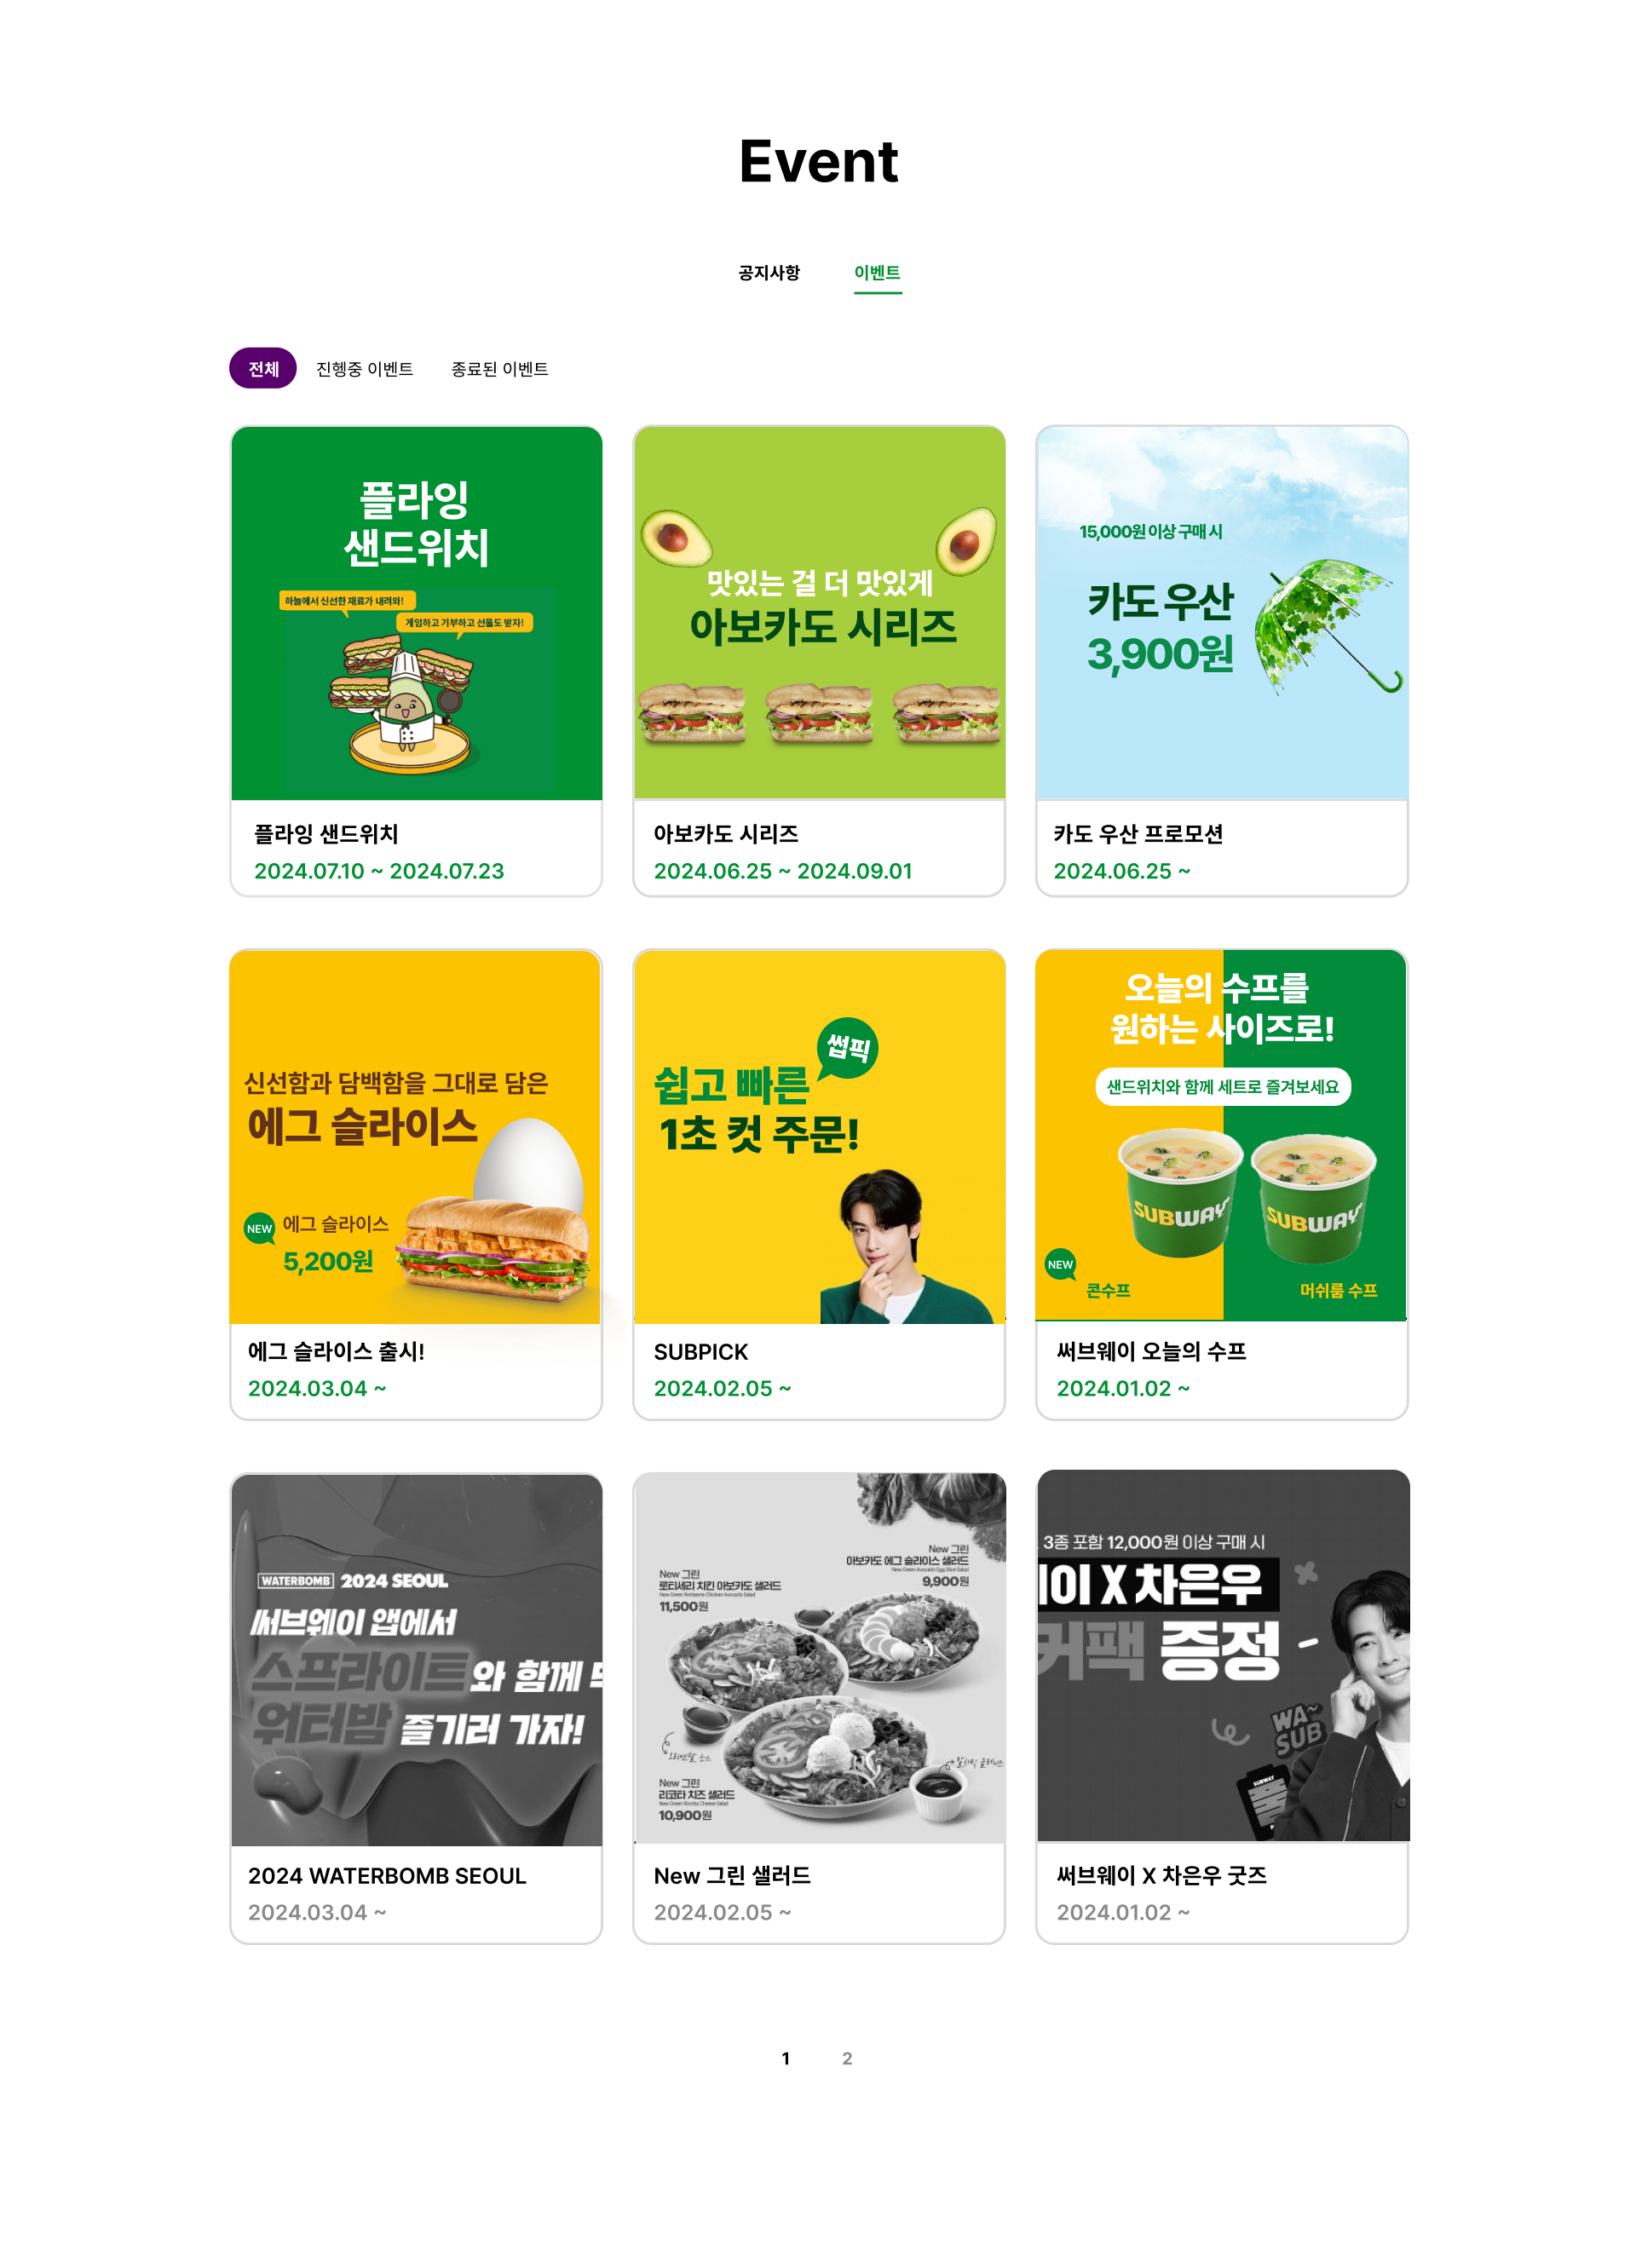 Event
공지사항
이벤트
전체
진행중 이벤트
종료된 이벤트
플라잉
샌드위치
하늘에서 신선한 재료가 내려와!
게임하고 기부하고 선물도 받자!
플라잉 샌드위치
2024.07.10 ~ 2024.07.23
맛있는 걸 더 맛있게
아보카도 시리즈
아보카도 시리즈
2024.06.25 ~ 2024.09.01
15,000원 이상 구매 시
카도 우산
3,900원
카도 우산 프로모션
2024.06.25 ~
신선함과 담백함을 그대로 담은
에그 슬라이스
NEW
에그 슬라이스
5,200원
에그 슬라이스 출시!
2024.03.04 ~
썹픽
쉽고 빠른
1초 컷 주문!
SUBPICK
2024.02.05 ~
오늘의 수프를
원하는 사이즈로!
샌드위치와 함께 세트로 즐겨보세요
SUBWAY
SUBWAY
NEW
콘수프
머쉬룸 수프
써브웨이 오늘의 수프
2024.01.02 ~
WATERBOMB 2024 SEOUL
써브웨이 앱에서
스프라이트와 함께
워터밤 즐기러 가자!
2024 WATERBOMB SEOUL
2024.03.04 ~
New 그린
아보카도 에그 슬라이스 샐러드
New Green Avocado Egg Slice Salad
9,900원
New 그린
로티세리 치킨 아보카도 샐러드
New Green Rotisserie Chicken Avocado Salad
11,500원
New 그린
리코타 치즈 샐러드
New Green Ricotta Cheese Salad
10,900원
New 그린 샐러드
2024.02.05 ~
3종 포함 12,000원 이상 구매 시
이 X 차은우
커팩 증정
WA~
SUB
SUBWAY
써브웨이 X 차은우 굿즈
2024.01.02 ~
1
2